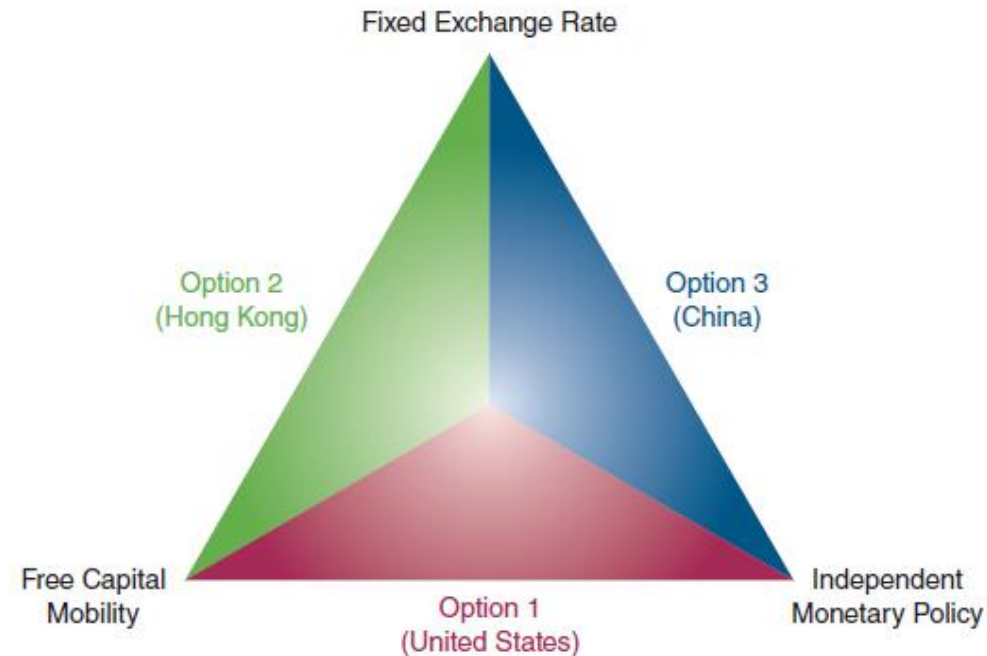 Fixed Exchange Rate
Option 2
(Hong Kong)
Option 3
(China)
Free Capital
Mobility
Option 1
(United States)
Independent
Monetary Policy